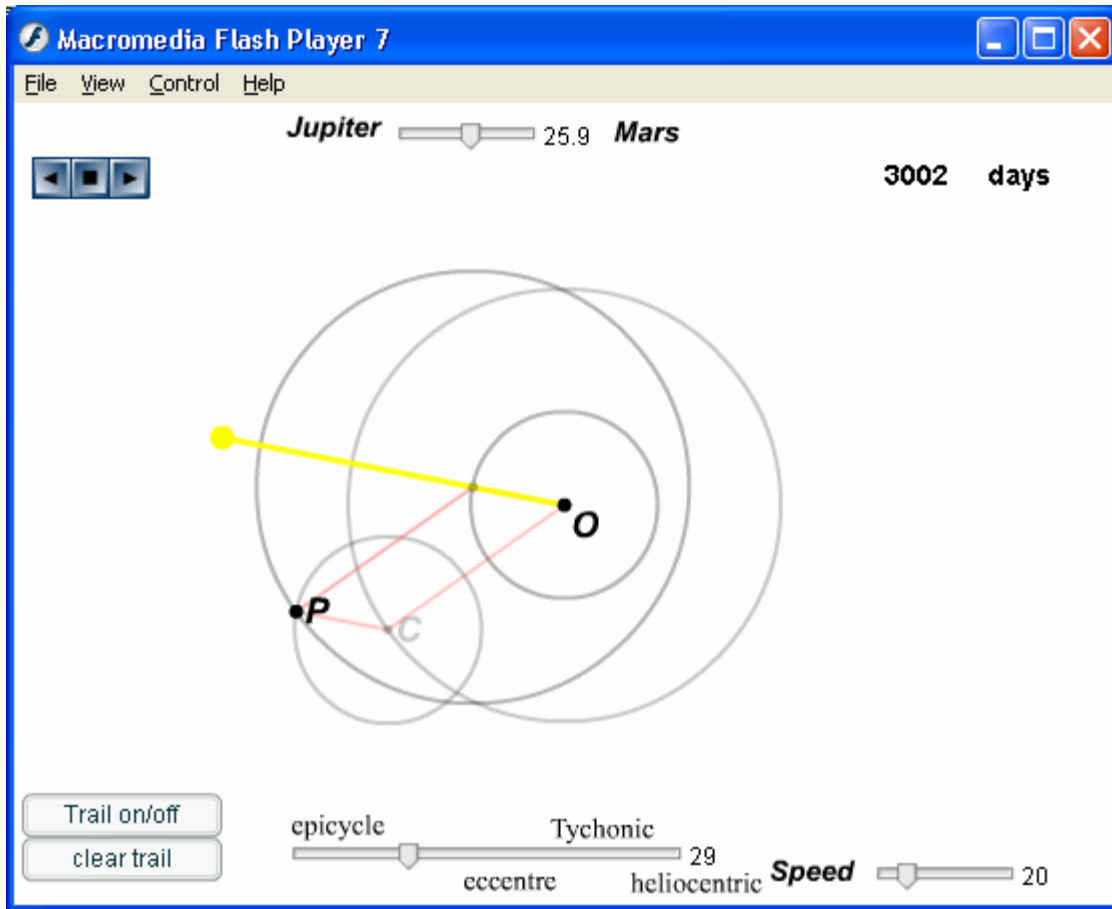 Macromedia Flash Player 7
File View Control Help
Jupiter 25.9 Mars
3002 days
O
P
C
Trail on/off
clear trail
epicycle Tychonic
29
eccentre heliocentric
Speed 20